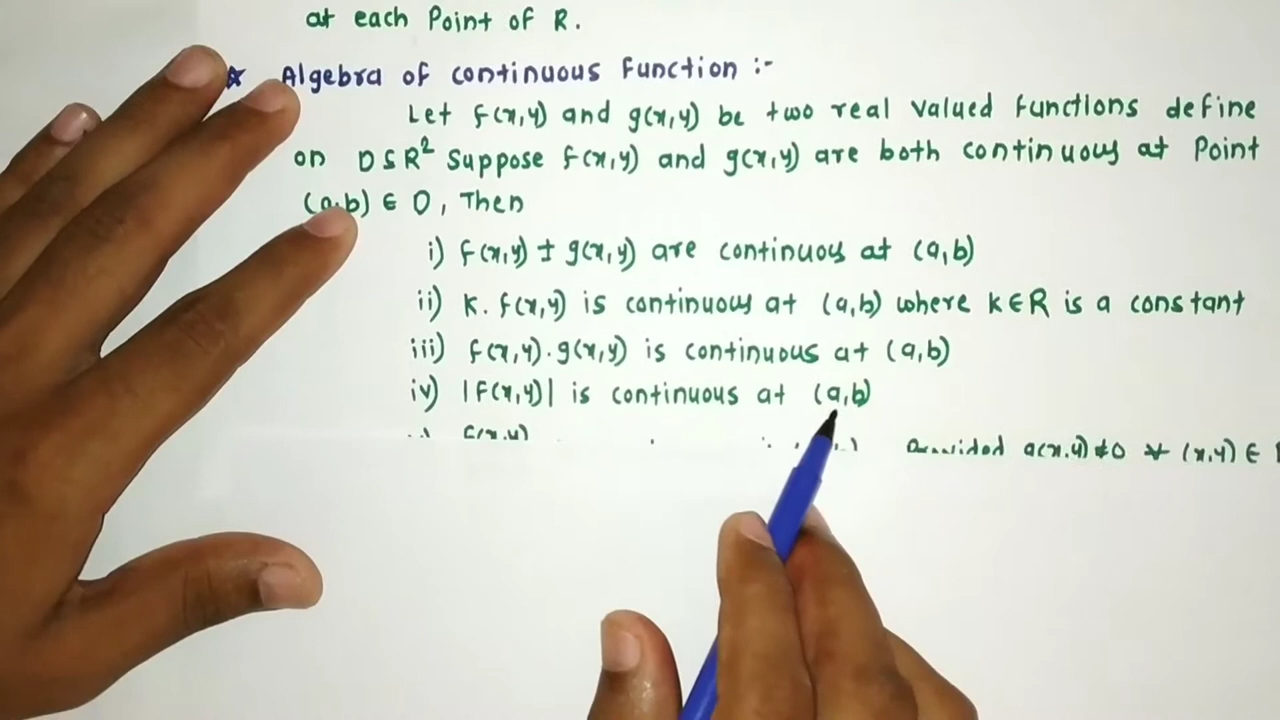 at each Point of R.
☆ Algebra of continuous Function :-
Let f(x,y) and g(x,y) be two real valued functions define
on D⊆R² Suppose f(x,y) and g(x,y) are both continuous at Point
(a,b) ∈ D, Then
i) f(x,y) ± g(x,y) are continuous at (a,b)
ii) K. f(x,y) is continuous at (a,b) where K∈R is a constant
iii) f(x,y)·g(x,y) is continuous at (a,b)
iv) |f(x,y)| is continuous at (a,b)
f(x,y) Provided g(x,y)≠0 ∀ (x,y) ∈